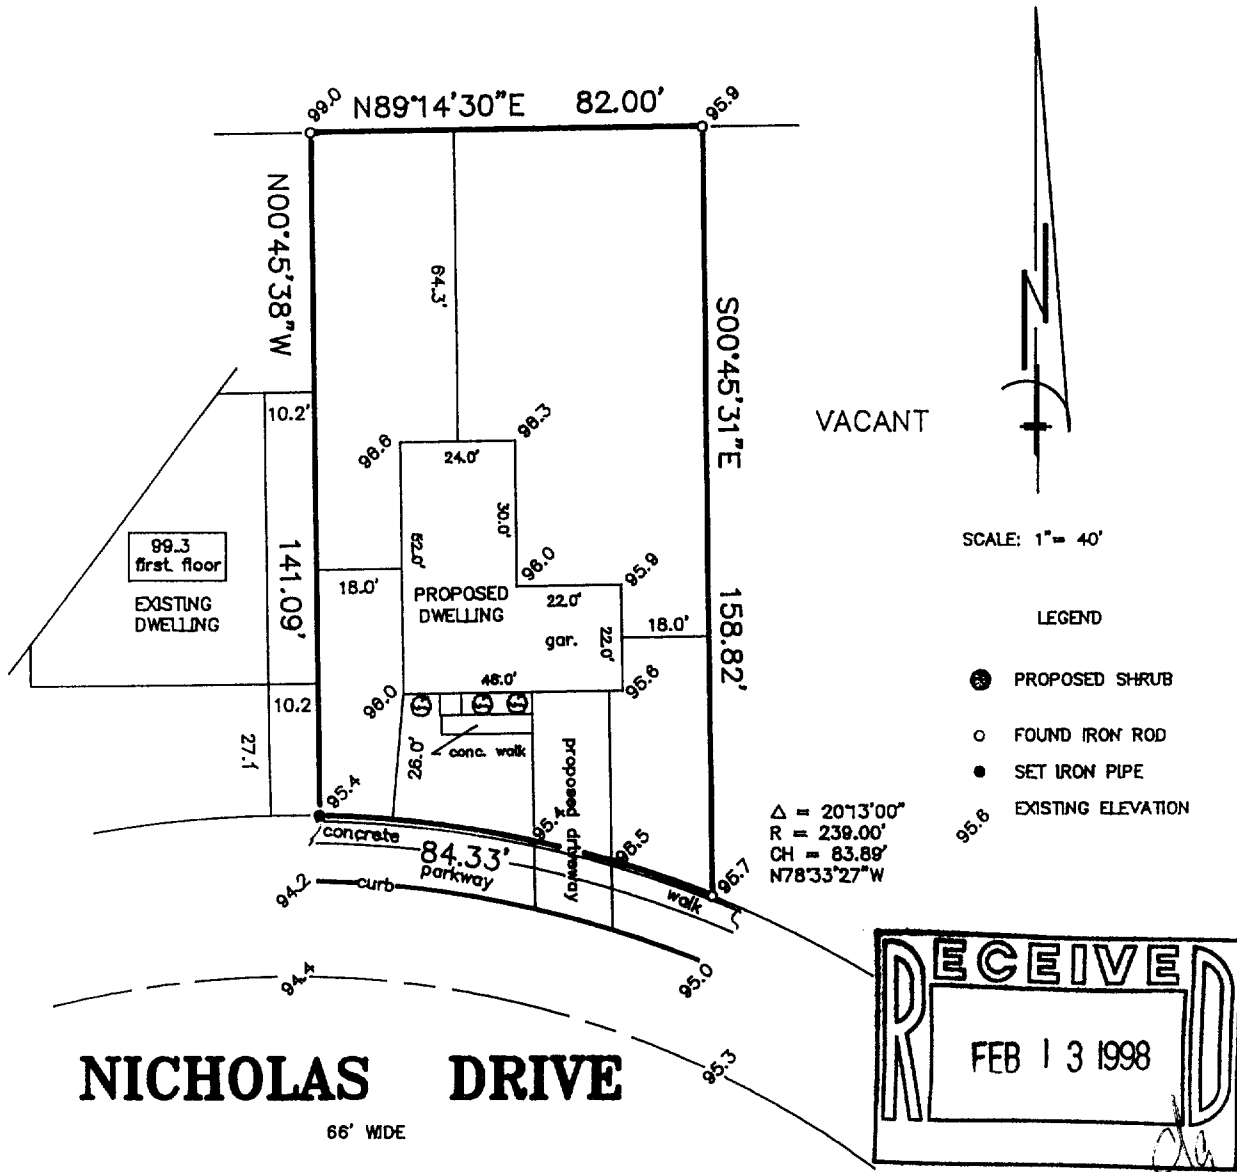 99.0
N89°14'30"E 82.00'
95.9
N00°45'38"W
141.09'
64.3'
S00°45'31"E
158.82'
VACANT
N
SCALE: 1"= 40'
LEGEND
PROPOSED SHRUB
FOUND IRON ROD
SET IRON PIPE
95.6 EXISTING ELEVATION
10.2'
96.6
96.3
24.0'
30.0'
52.0'
99.3
first floor
EXISTING
DWELLING
18.0'
PROPOSED
DWELLING
96.0
95.9
22.0'
gar.
22.0'
18.0'
46.0'
95.6
96.0
10.2
27.1
26.0'
conc. walk
proposed driveway
95.4
95.4
96.5
95.7
concrete
84.33'
parkway
walk
Δ = 20°13'00"
R = 239.00'
CH = 83.89'
N78°33'27"W
94.2
curb
95.0
94.4
95.3
NICHOLAS DRIVE
66' WIDE
RECEIVED
FEB 13 1998